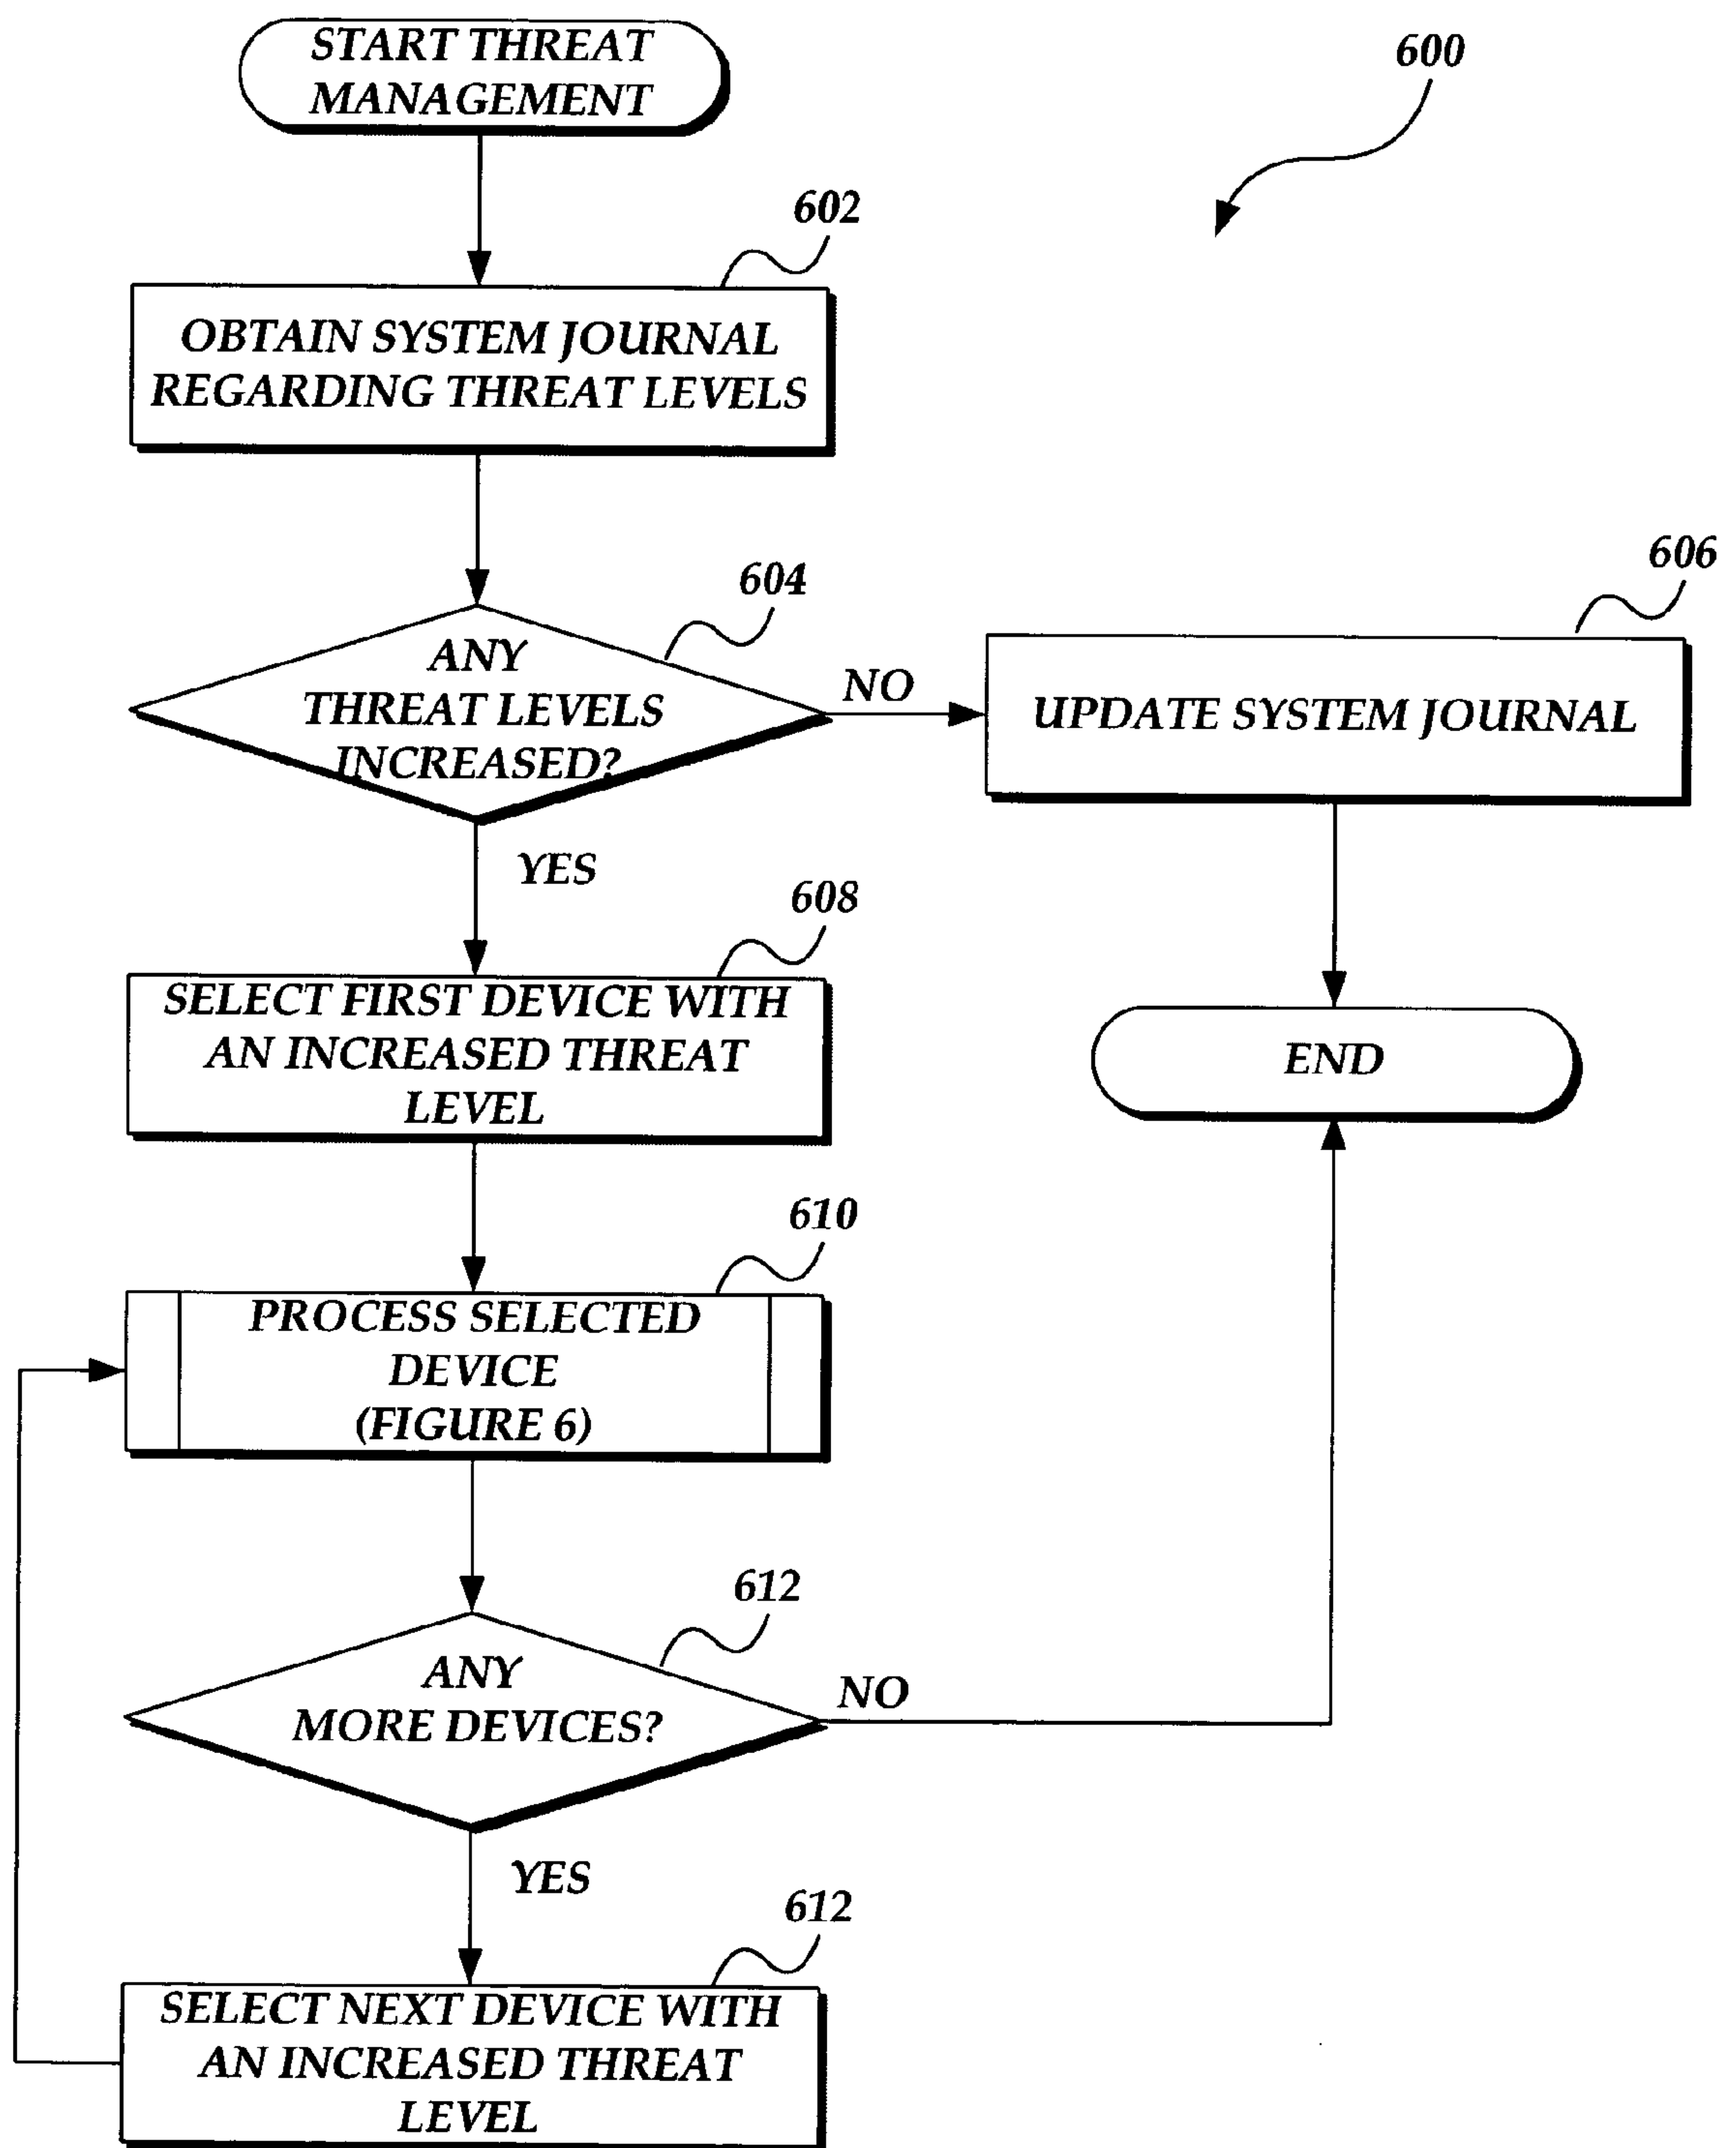 START THREAT
MANAGEMENT
600
602
OBTAIN SYSTEM JOURNAL
REGARDING THREAT LEVELS
604
ANY
THREAT LEVELS
INCREASED?
NO
606
UPDATE SYSTEM JOURNAL
YES
608
SELECT FIRST DEVICE WITH
AN INCREASED THREAT
LEVEL
END
610
PROCESS SELECTED
DEVICE
(FIGURE 6)
612
ANY
MORE DEVICES?
NO
YES
612
SELECT NEXT DEVICE WITH
AN INCREASED THREAT
LEVEL